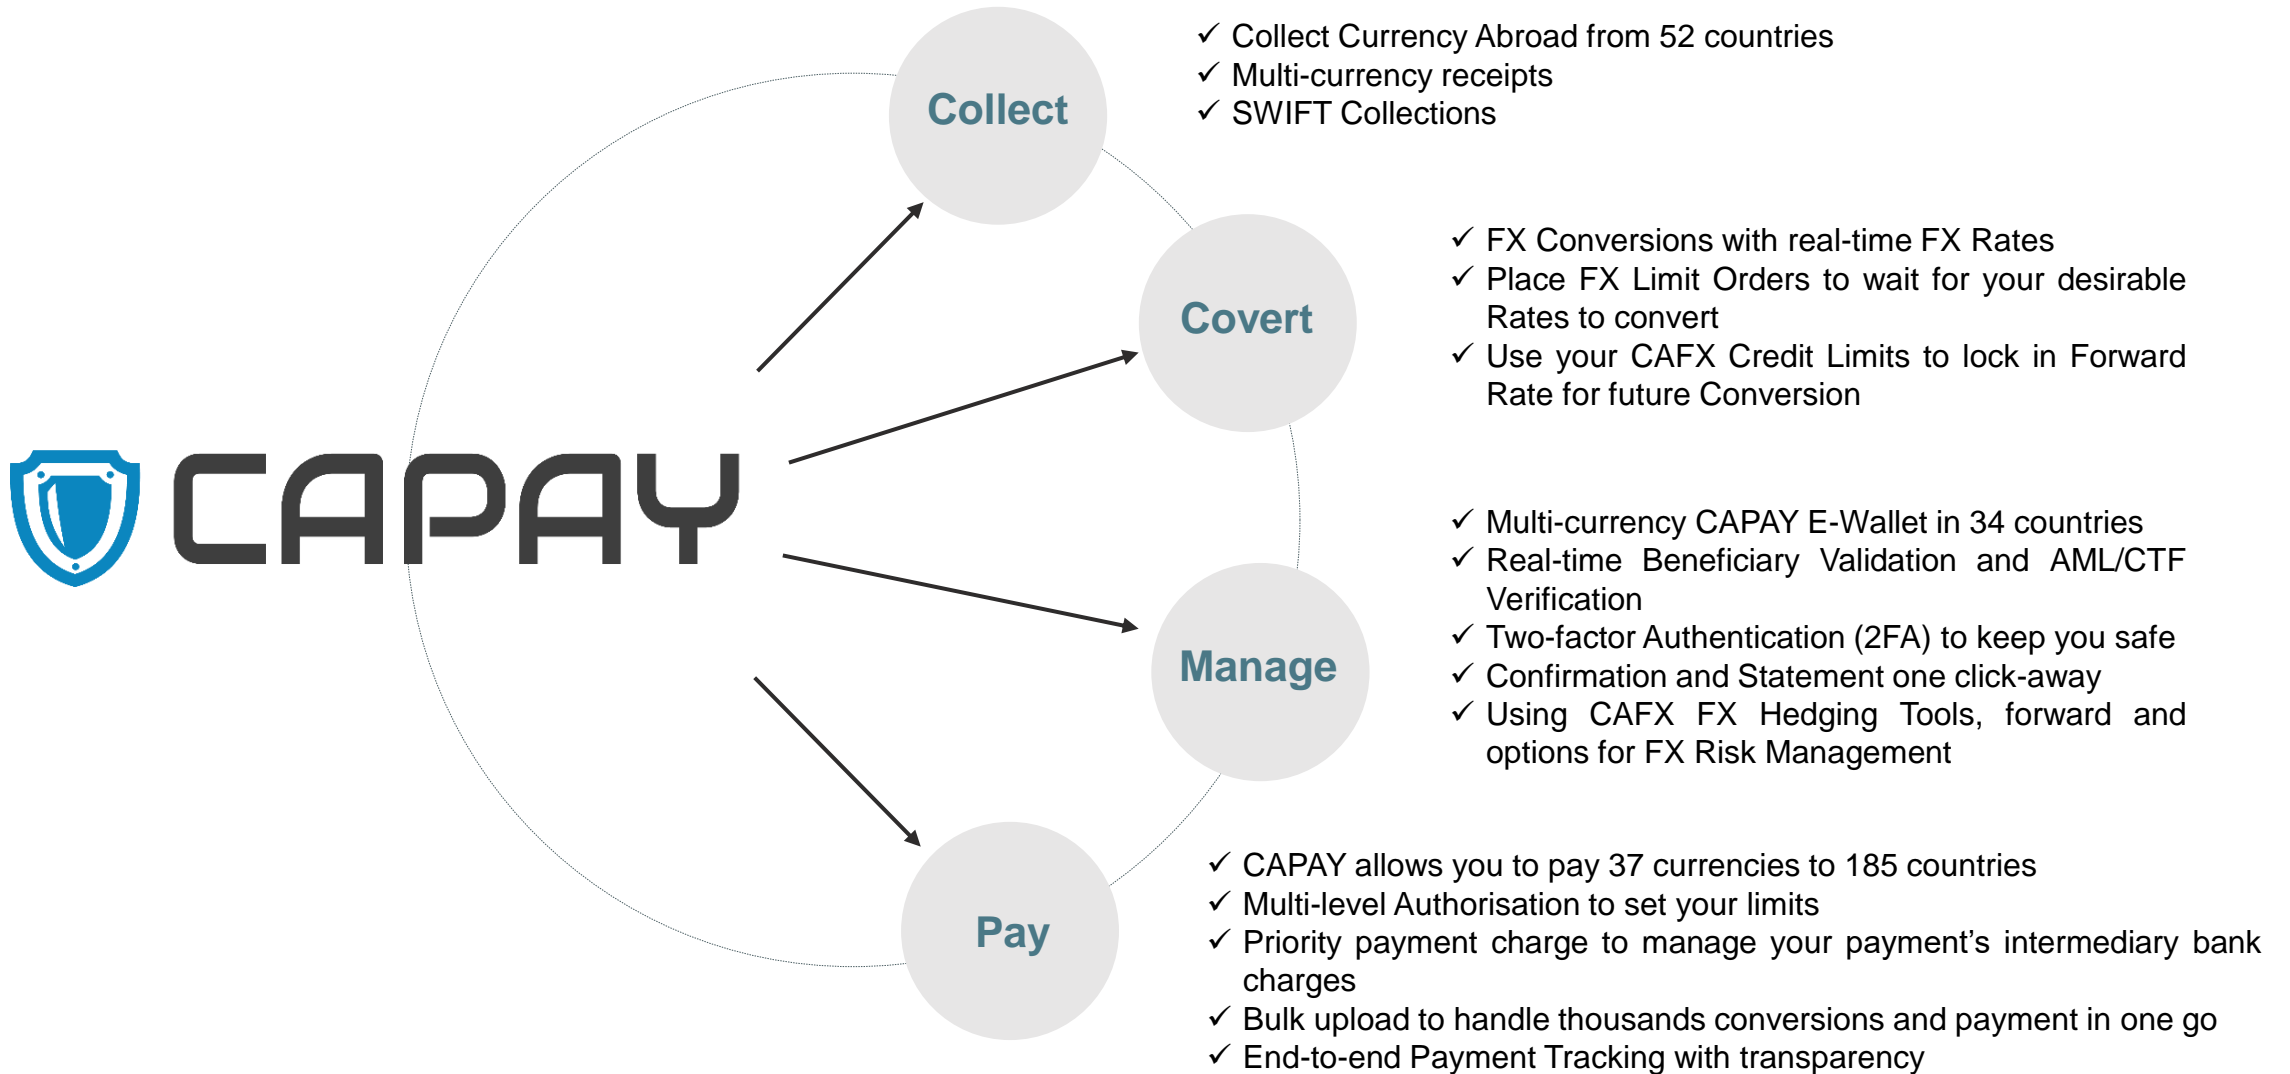 CAPAY
Collect
✓ Collect Currency Abroad from 52 countries
✓ Multi-currency receipts
✓ SWIFT Collections
Covert
✓ FX Conversions with real-time FX Rates
✓ Place FX Limit Orders to wait for your desirable
Rates to convert
✓ Use your CAFX Credit Limits to lock in Forward
Rate for future Conversion
Manage
✓ Multi-currency CAPAY E-Wallet in 34 countries
✓ Real-time Beneficiary Validation and AML/CTF
Verification
✓ Two-factor Authentication (2FA) to keep you safe
✓ Confirmation and Statement one click-away
✓ Using CAFX FX Hedging Tools, forward and
options for FX Risk Management
Pay
✓ CAPAY allows you to pay 37 currencies to 185 countries
✓ Multi-level Authorisation to set your limits
✓ Priority payment charge to manage your payment’s intermediary bank
charges
✓ Bulk upload to handle thousands conversions and payment in one go
✓ End-to-end Payment Tracking with transparency